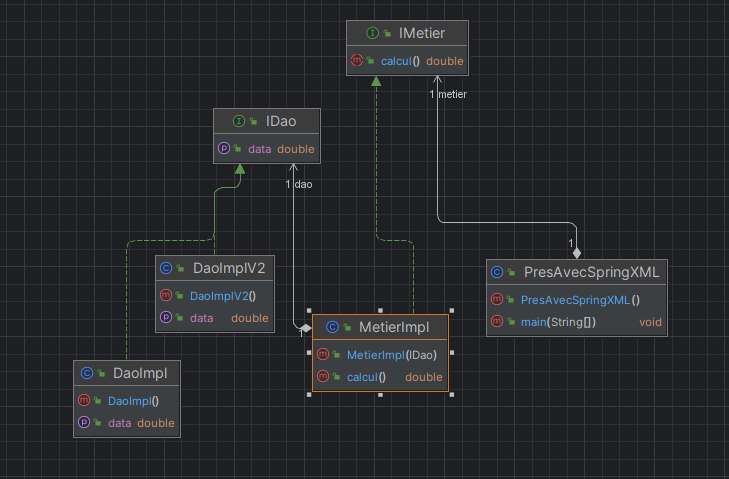 IMetier
calcul() double
1 metier
IDao
data double
1 dao
DaoImplV2
DaoImplV2()
data double
PresAvecSpringXML
PresAvecSpringXML()
main(String[]) void
1
MetierImpl
MetierImpl(IDao)
calcul() double
1
DaoImpl
DaoImpl()
data double